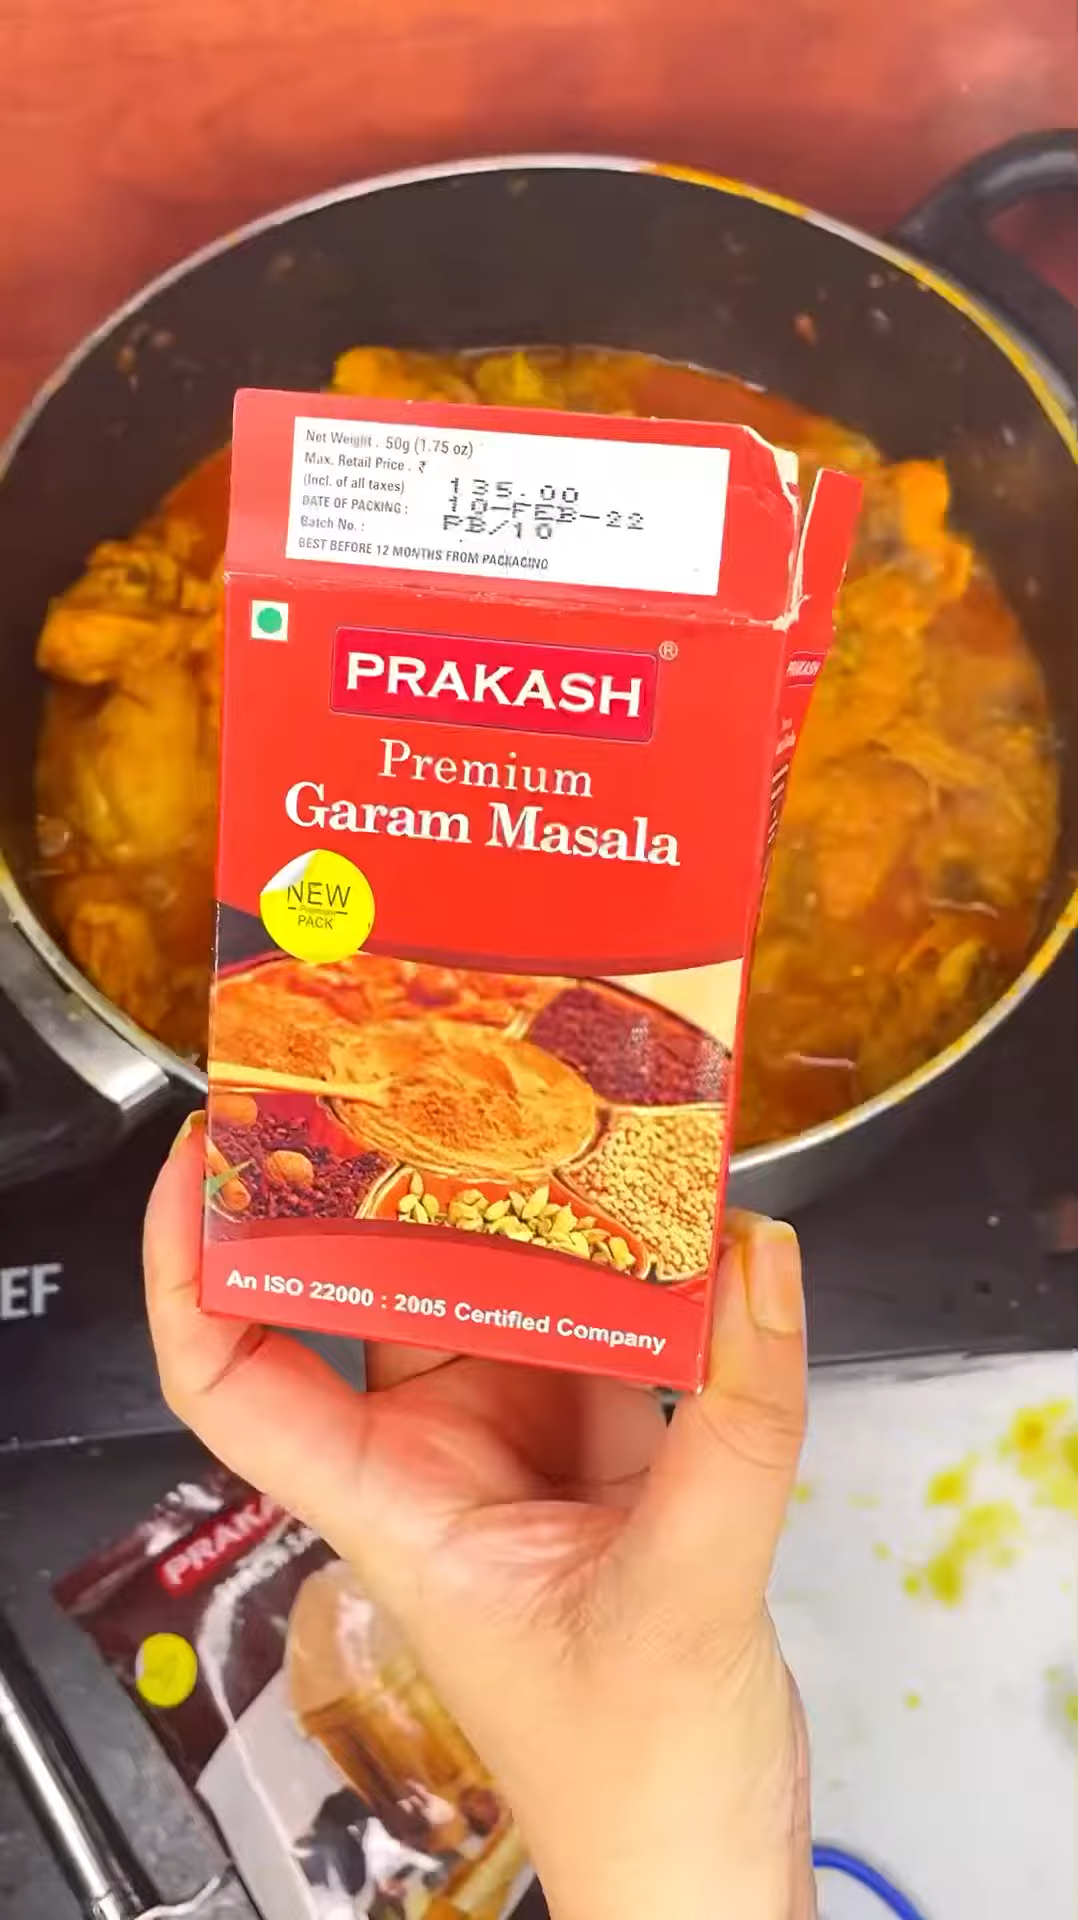 Net Weight . 50g (1.75 oz)
Max. Retail Price . ₹
(Incl. of all taxes) 135.00
DATE OF PACKING : 10-FEB-22
Batch No. : PB/10
BEST BEFORE 12 MONTHS FROM PACKAGING
PRAKASH ®
Premium
Garam Masala
NEW
PACK
An ISO 22000 : 2005 Certified Company
PRAKASH
EF
PRAKA